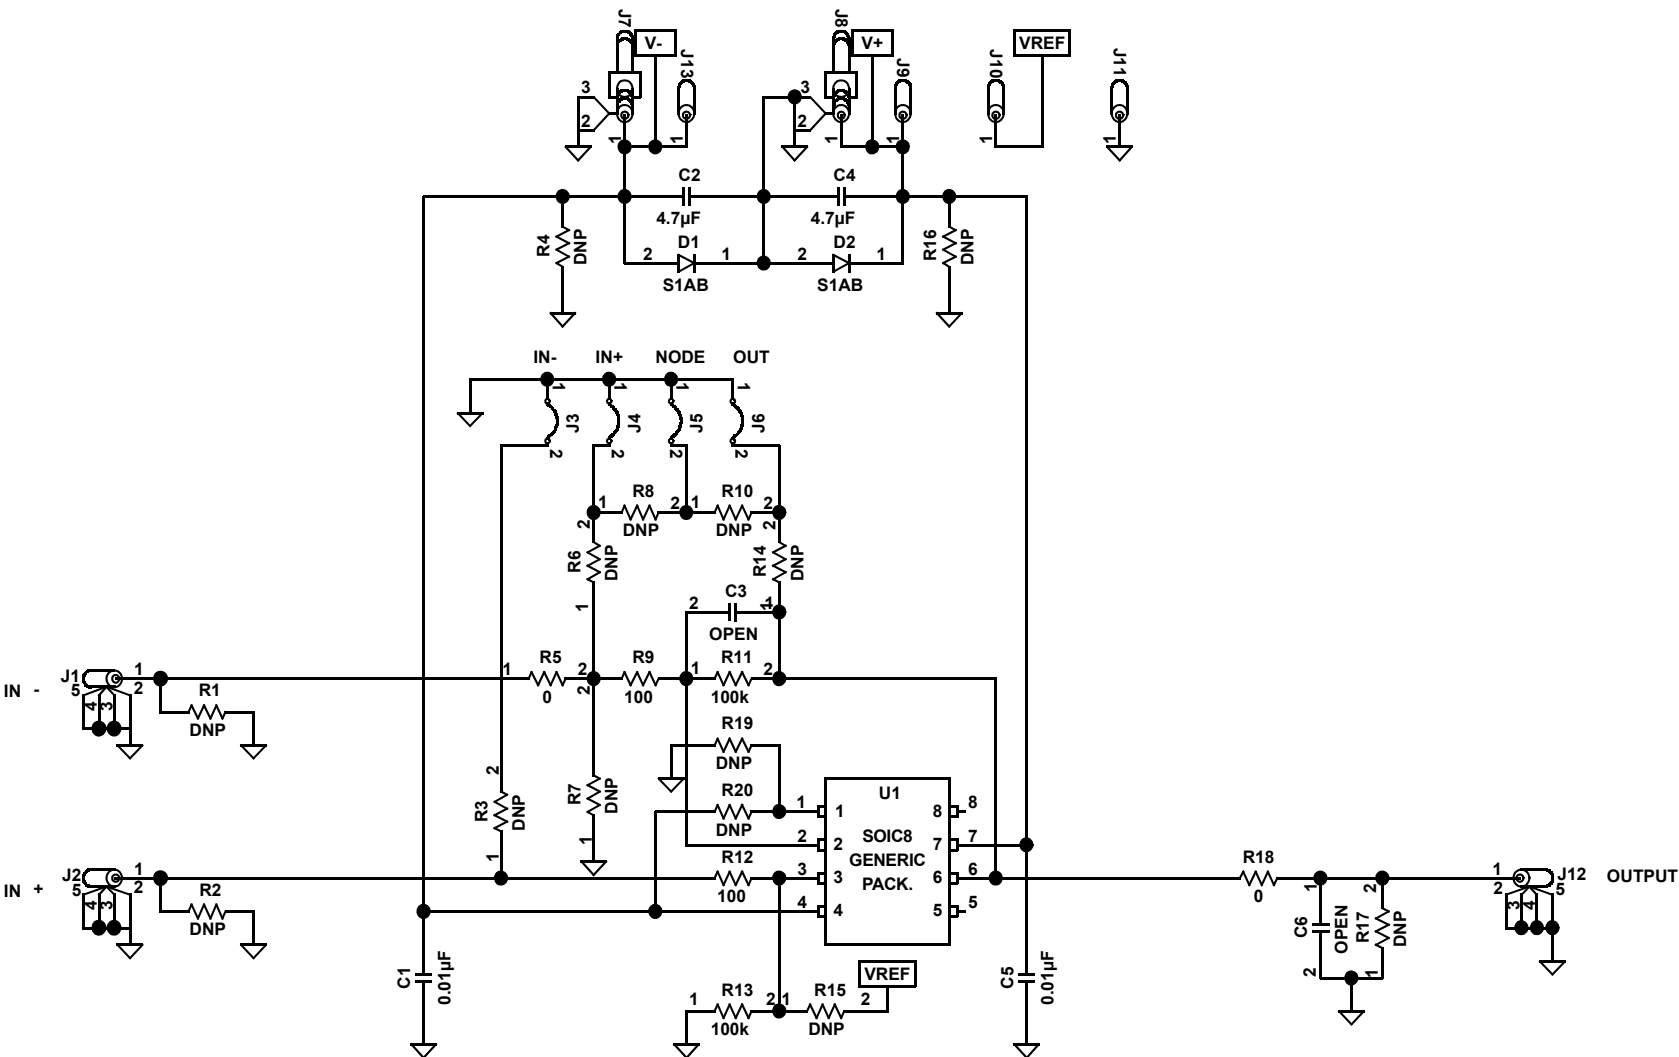 J7
V-
J13
J8
V+
J9
J10
VREF
J11
3
2
1
1
3
2
1
1
1
1
C2
4.7µF
C4
4.7µF
R4
DNP
2
D1
1
S1AB
2
D2
1
S1AB
R16
DNP
IN-
IN+
NODE
OUT
1
1
1
1
J3
J4
J5
J6
2
2
2
2
1
R8
2
DNP
1
R10
2
DNP
2
R6
DNP
1
2
R14
DNP
1
2
C3
1
OPEN
IN -
J1
1
5
4
3
2
R1
DNP
1
R5
2
0
2
R9
100
1
R11
2
100k
R19
DNP
R20
DNP
2
R3
DNP
1
R7
DNP
1
U1
SOIC8
GENERIC
PACK.
1
1
2
2
3
3
4
4
8
8
7
7
6
6
5
5
IN +
J2
1
5
4
3
2
R2
DNP
R12
100
R18
0
1
J12
OUTPUT
2
3
4
5
1
C6
OPEN
2
2
R17
DNP
1
C1
0.01µF
1
R13
2
100k
1
R15
2
DNP
VREF
C5
0.01µF